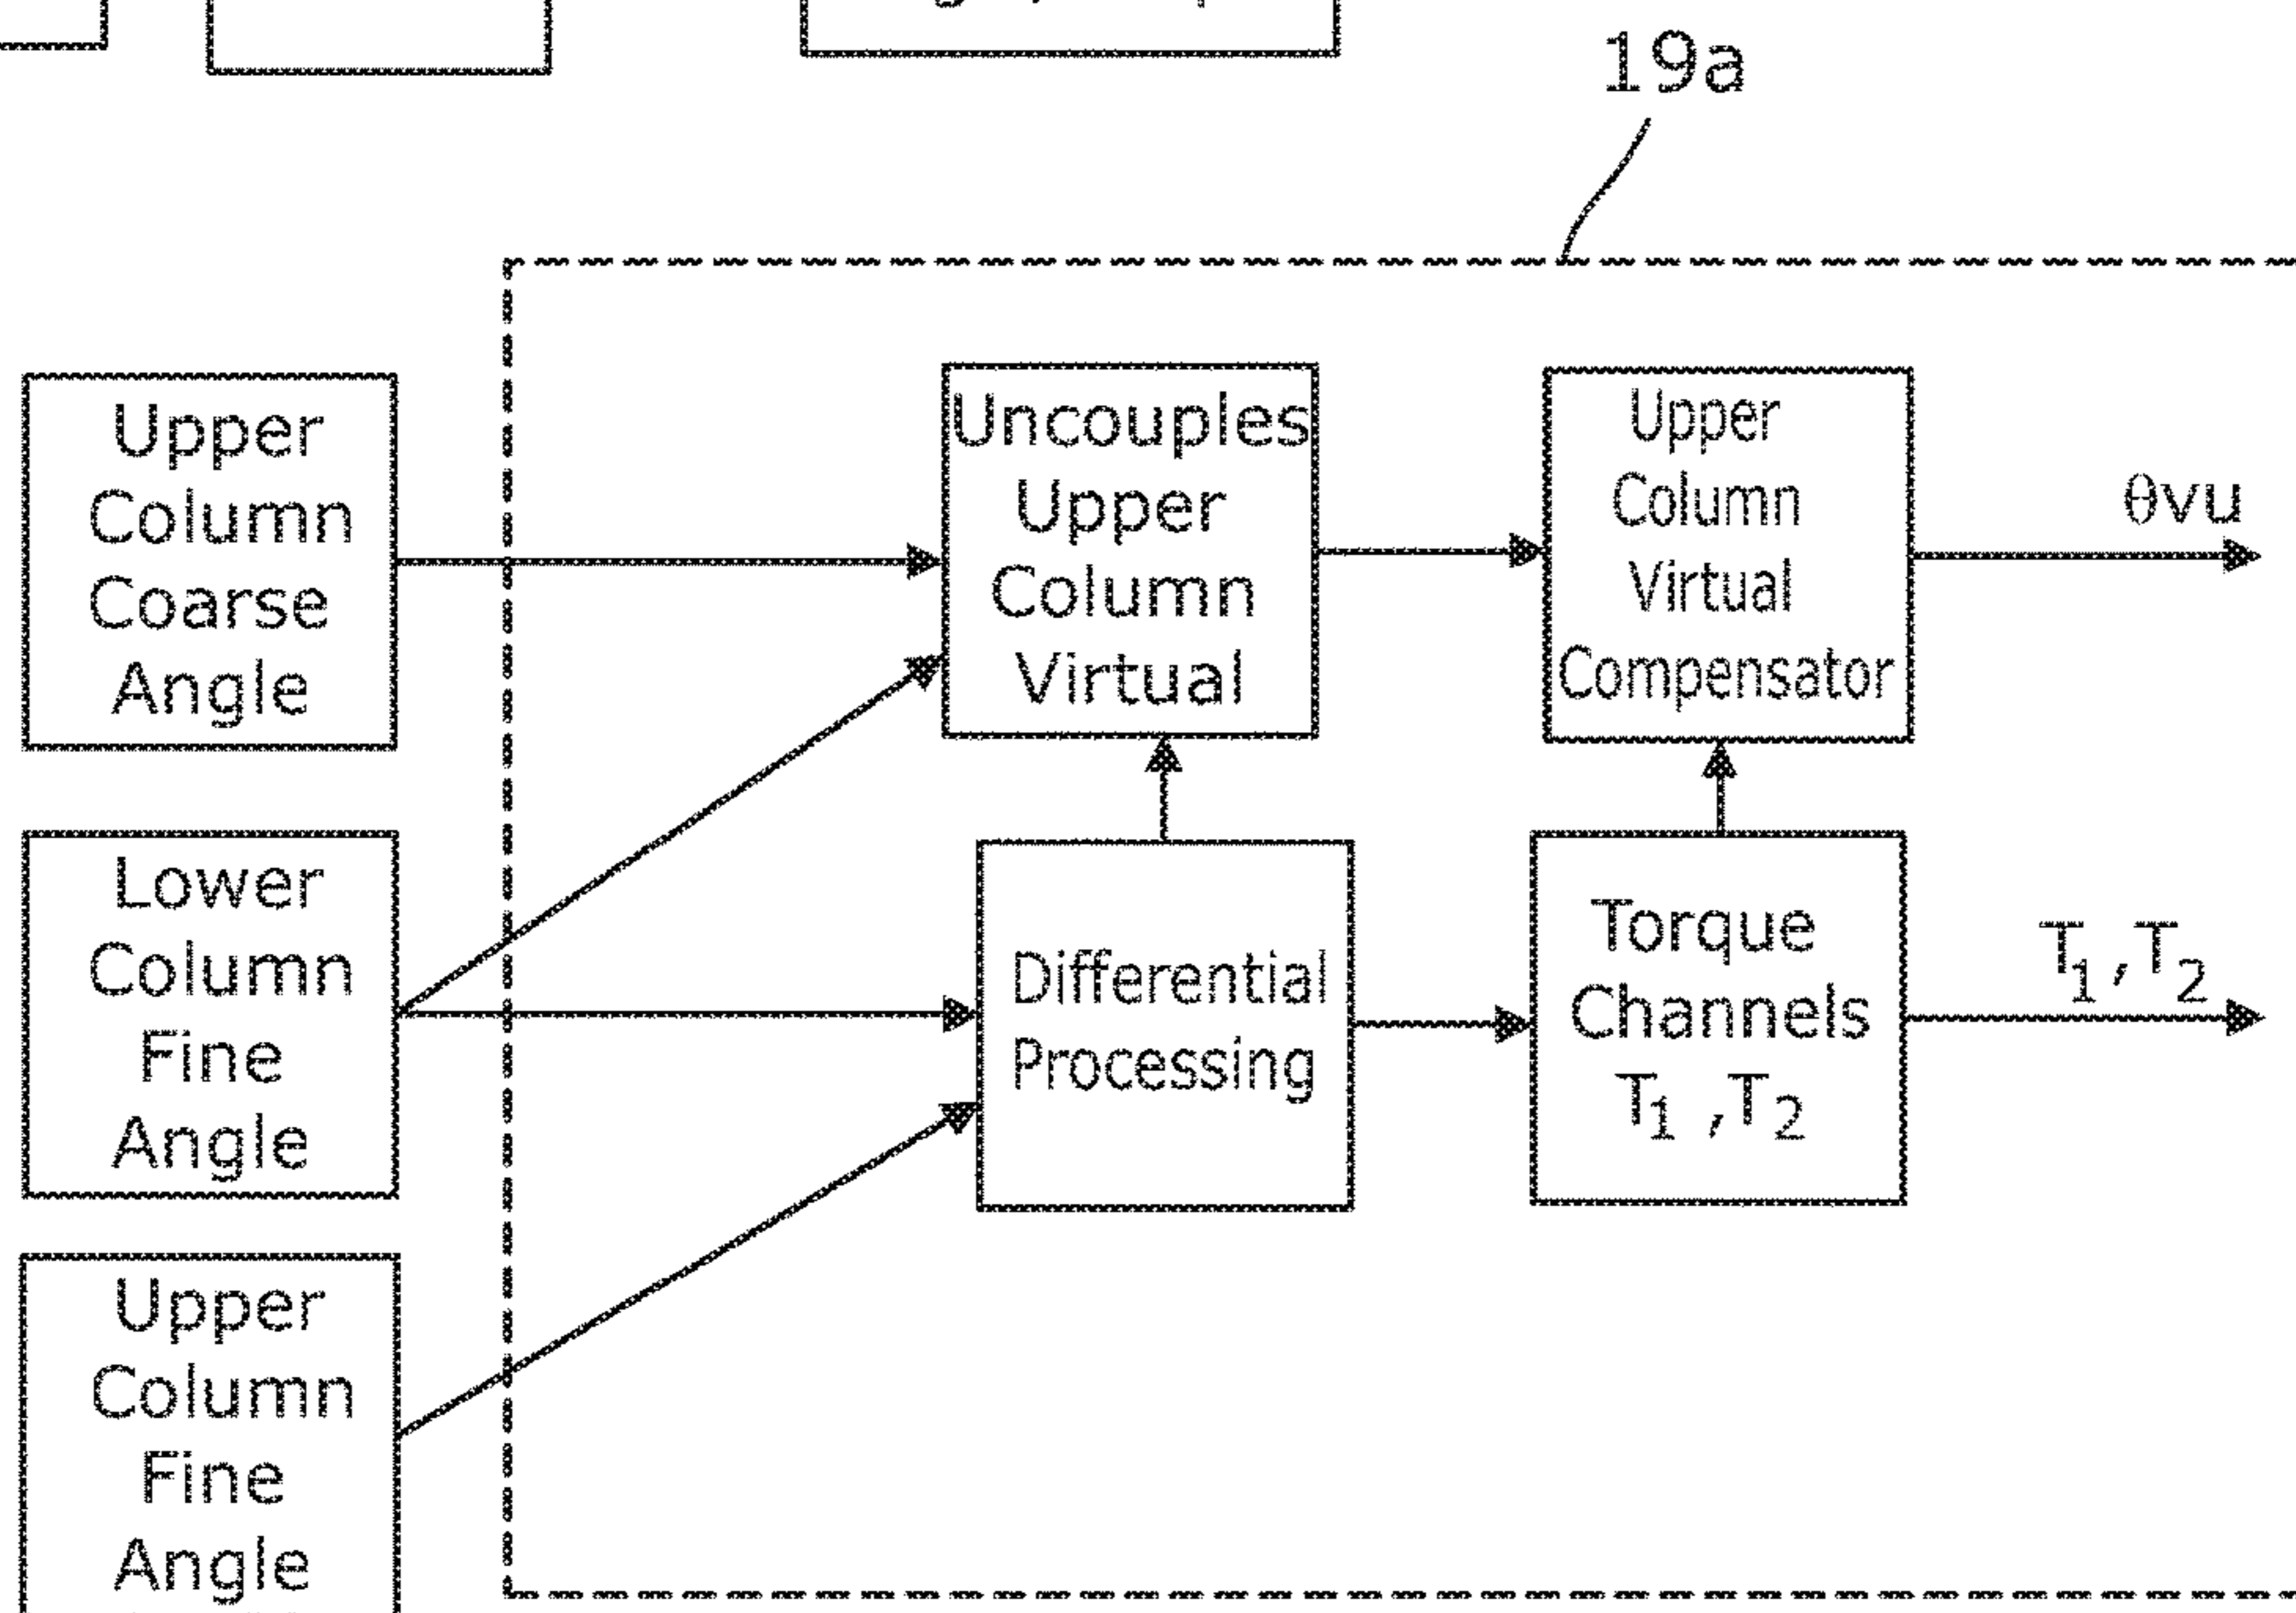 19a
Upper
Column
Coarse
Angle
Uncouples
Upper
Column
Virtual
Upper
Column
Virtual
Compensator
θvu
Lower
Column
Fine
Angle
Differential
Processing
Torque
Channels
T1 ,T2
T1,T2
Upper
Column
Fine
Angle